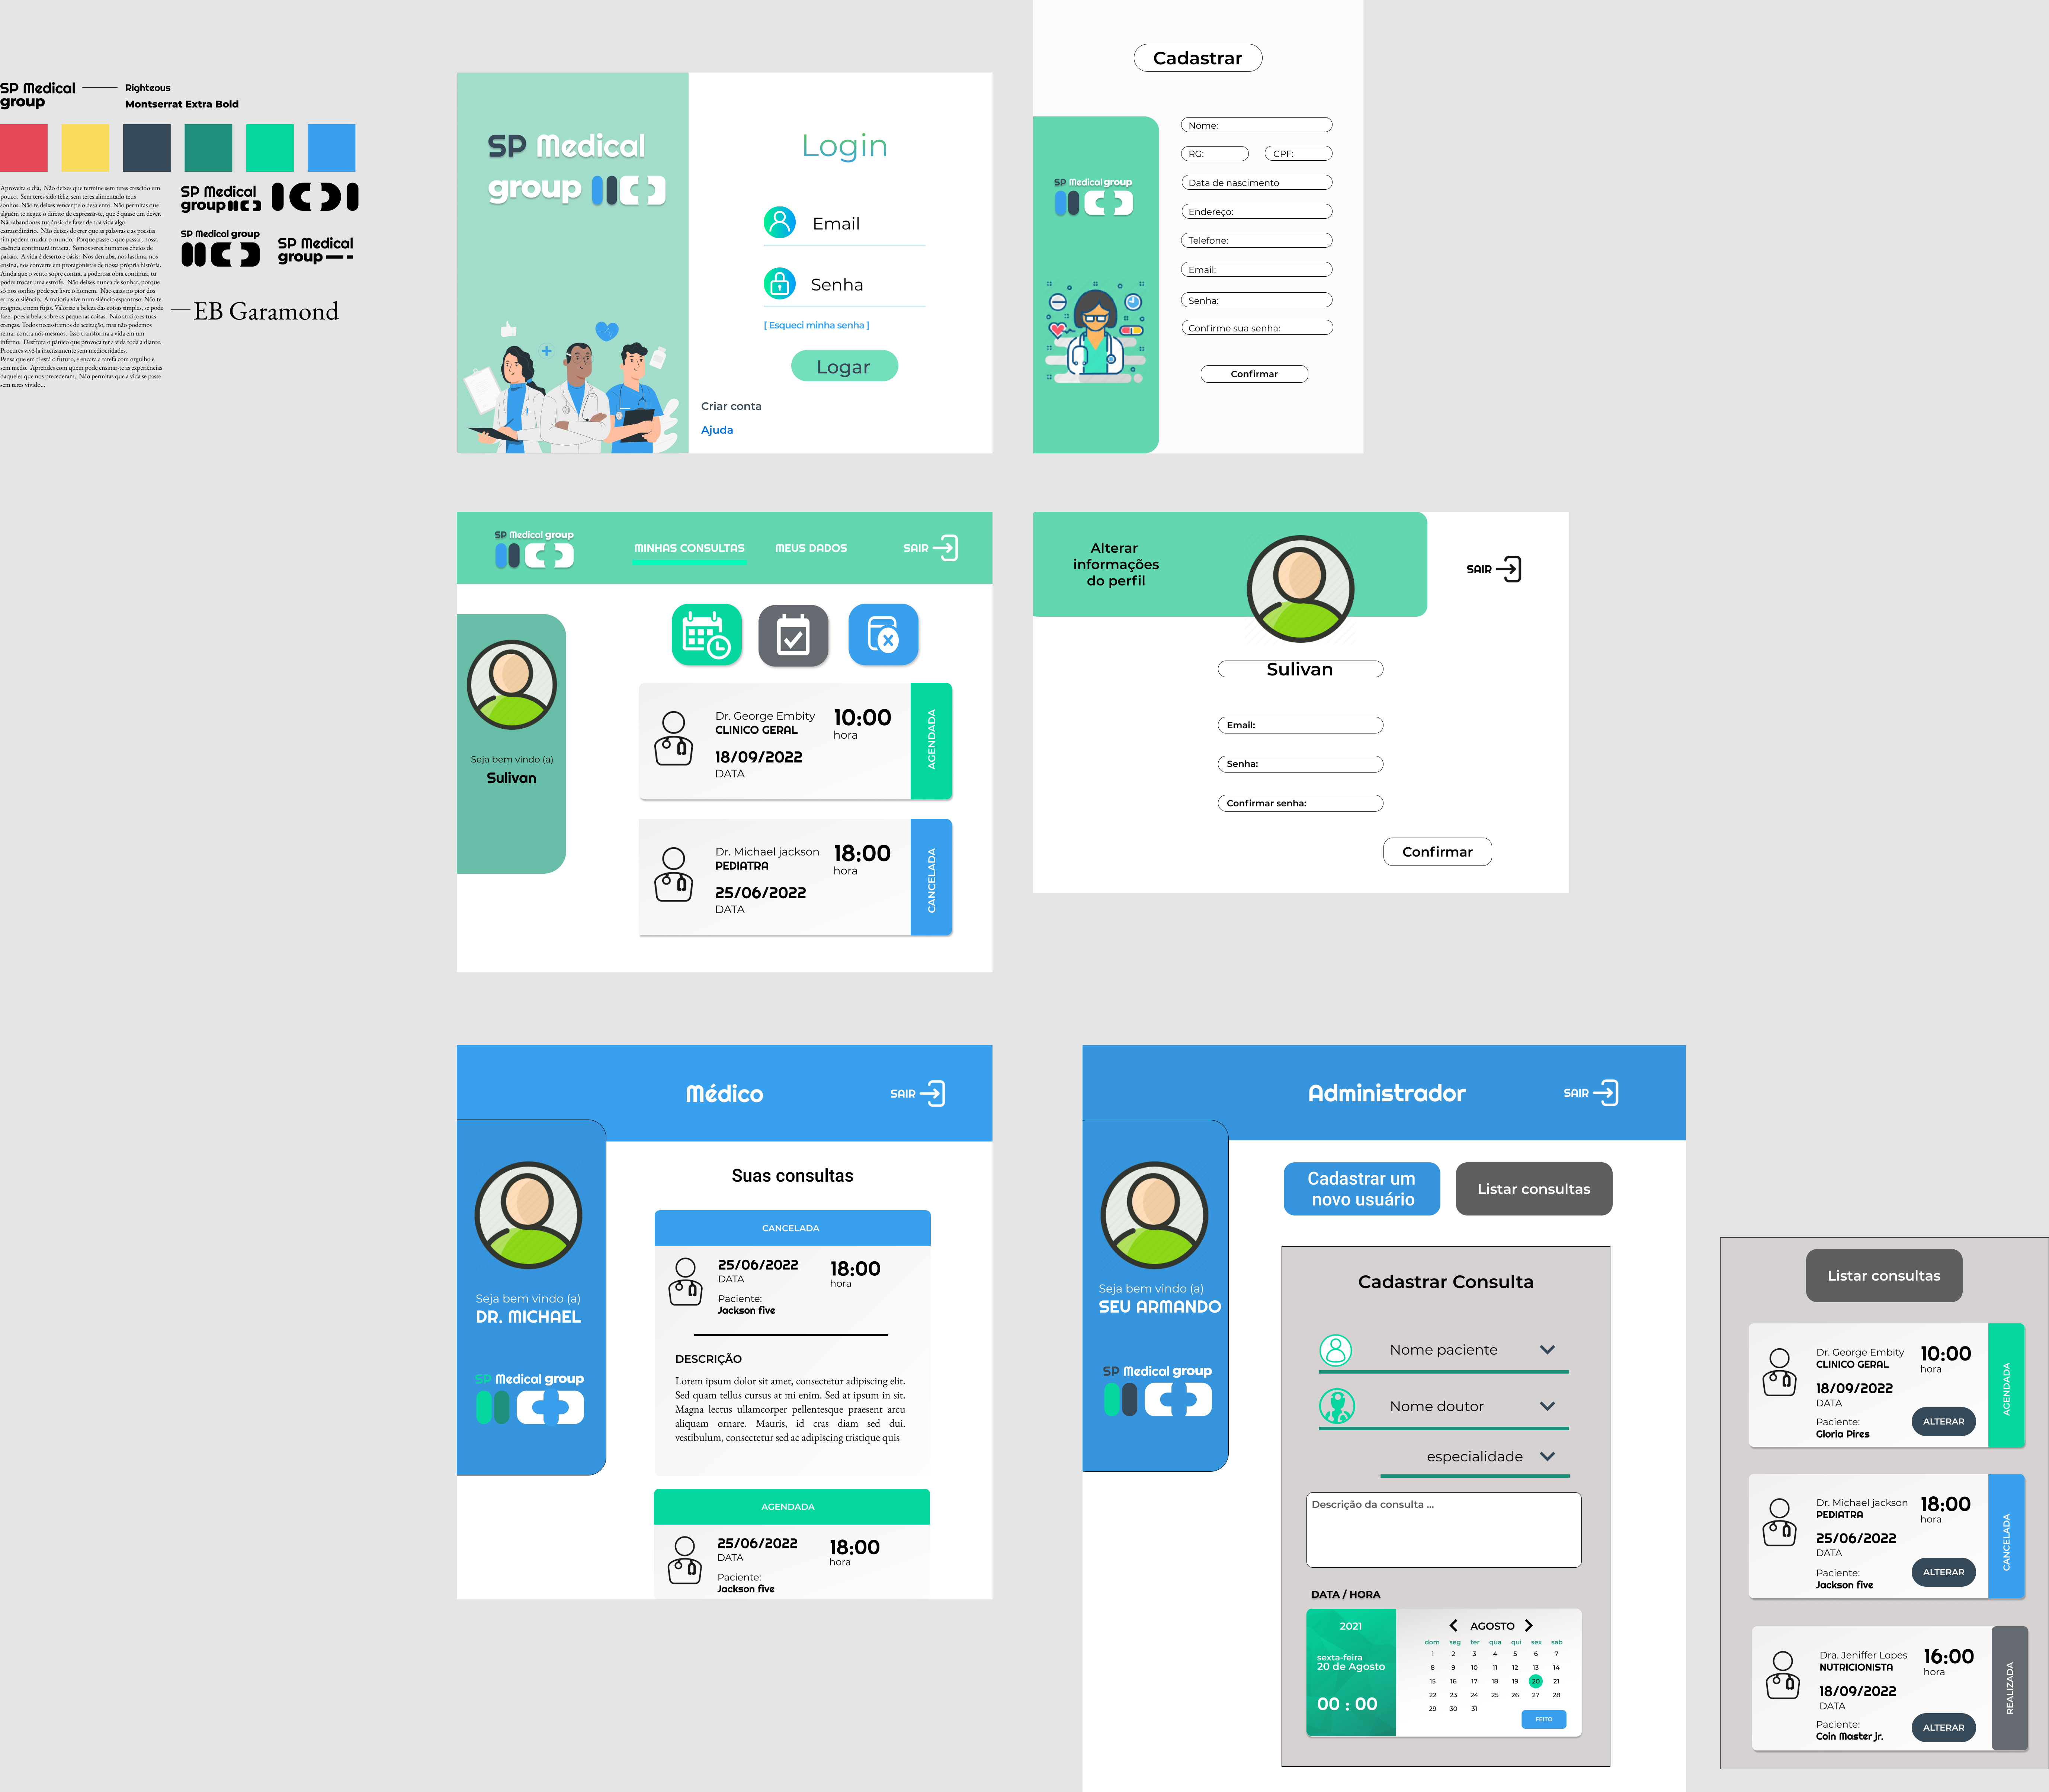 SP Medical
group
Righteous
Montserrat Extra Bold
Aproveita o dia,  Não deixes que termine sem teres crescido um
pouco.  Sem teres sido feliz, sem teres alimentado teus
sonhos. Não te deixes vencer pelo desalento. Não permitas que
alguém te negue o direito de expressar-te, que é quase um dever.
Não abandones tua ânsia de fazer de tua vida algo
extraordinário.  Não deixes de crer que as palavras e as poesias
sim podem mudar o mundo.  Porque passe o que passar, nossa
essência continuará intacta.  Somos seres humanos cheios de
paixão.  A vida é deserto e oásis.  Nos derruba, nos lastima, nos
ensina, nos converte em protagonistas de nossa própria história.
Ainda que o vento sopre contra, a poderosa obra continua, tu
podes trocar uma estrofe.  Não deixes nunca de sonhar, porque
só nos sonhos pode ser livre o homem.  Não caias no pior dos
erros: o silêncio.  A maioria vive num silêncio espantoso. Não te
resignes, e nem fujas. Valorize a beleza das coisas simples, se pode
fazer poesia bela, sobre as pequenas coisas.  Não atraiçoes tuas
crenças. Todos necessitamos de aceitação, mas não podemos
remar contra nós mesmos.  Isso transforma a vida em um
inferno.  Desfruta o pânico que provoca ter a vida toda a diante.
Procures vivê-la intensamente sem mediocridades.
Pensa que em ti está o futuro, e encara a tarefa com orgulho e
sem medo.  Aprendes com quem pode ensinar-te as experiências
daqueles que nos precederam.  Não permitas que a vida se passe
sem teres vivido...
SP Medical
group
SP Medical group
SP Medical
group
EB Garamond
SP Medical
group
Login
Email
Senha
[ Esqueci minha senha ]
Logar
Criar conta
Ajuda
Cadastrar
SP Medical group
Nome:
RG:
CPF:
Data de nascimento
Endereço:
Telefone:
Email:
Senha:
Confirme sua senha:
Confirmar
SP Medical group
MINHAS CONSULTAS
MEUS DADOS
SAIR
Seja bem vindo (a)
Sulivan
Dr. George Embity
CLINICO GERAL
10:00
hora
18/09/2022
DATA
AGENDADA
Dr. Michael jackson
PEDIATRA
18:00
hora
25/06/2022
DATA
CANCELADA
Alterar
informações
do perfil
SAIR
Sulivan
Email:
Senha:
Confirmar senha:
Confirmar
Médico
SAIR
Seja bem vindo (a)
DR. MICHAEL
SP Medical group
Suas consultas
CANCELADA
25/06/2022
DATA
18:00
hora
Paciente:
Jackson five
DESCRIÇÃO
Lorem ipsum dolor sit amet, consectetur adipiscing elit.
Sed quam tellus cursus at mi enim. Sed at ipsum in sit.
Magna lectus ullamcorper pellentesque praesent arcu
aliquam ornare. Mauris, id cras diam sed dui.
vestibulum, consectetur sed ac adipiscing tristique quis
AGENDADA
25/06/2022
DATA
18:00
hora
Paciente:
Jackson five
Administrador
SAIR
Seja bem vindo (a)
SEU ARMANDO
SP Medical group
Cadastrar um
novo usuário
Listar consultas
Cadastrar Consulta
Nome paciente
Nome doutor
especialidade
Descrição da consulta ...
DATA / HORA
2021
sexta-feira
20 de Agosto
00 : 00
AGOSTO
dom seg ter qua qui sex sab
1 2 3 4 5 6 7
8 9 10 11 12 13 14
15 16 17 18 19 20 21
22 23 24 25 26 27 28
29 30 31
FEITO
Listar consultas
Dr. George Embity
CLINICO GERAL
10:00
hora
18/09/2022
DATA
Paciente:
Gloria Pires
ALTERAR
AGENDADA
Dr. Michael jackson
PEDIATRA
18:00
hora
25/06/2022
DATA
Paciente:
Jackson five
ALTERAR
CANCELADA
Dra. Jeniffer Lopes
NUTRICIONISTA
16:00
hora
18/09/2022
DATA
Paciente:
Coin Master jr.
ALTERAR
REALIZADA